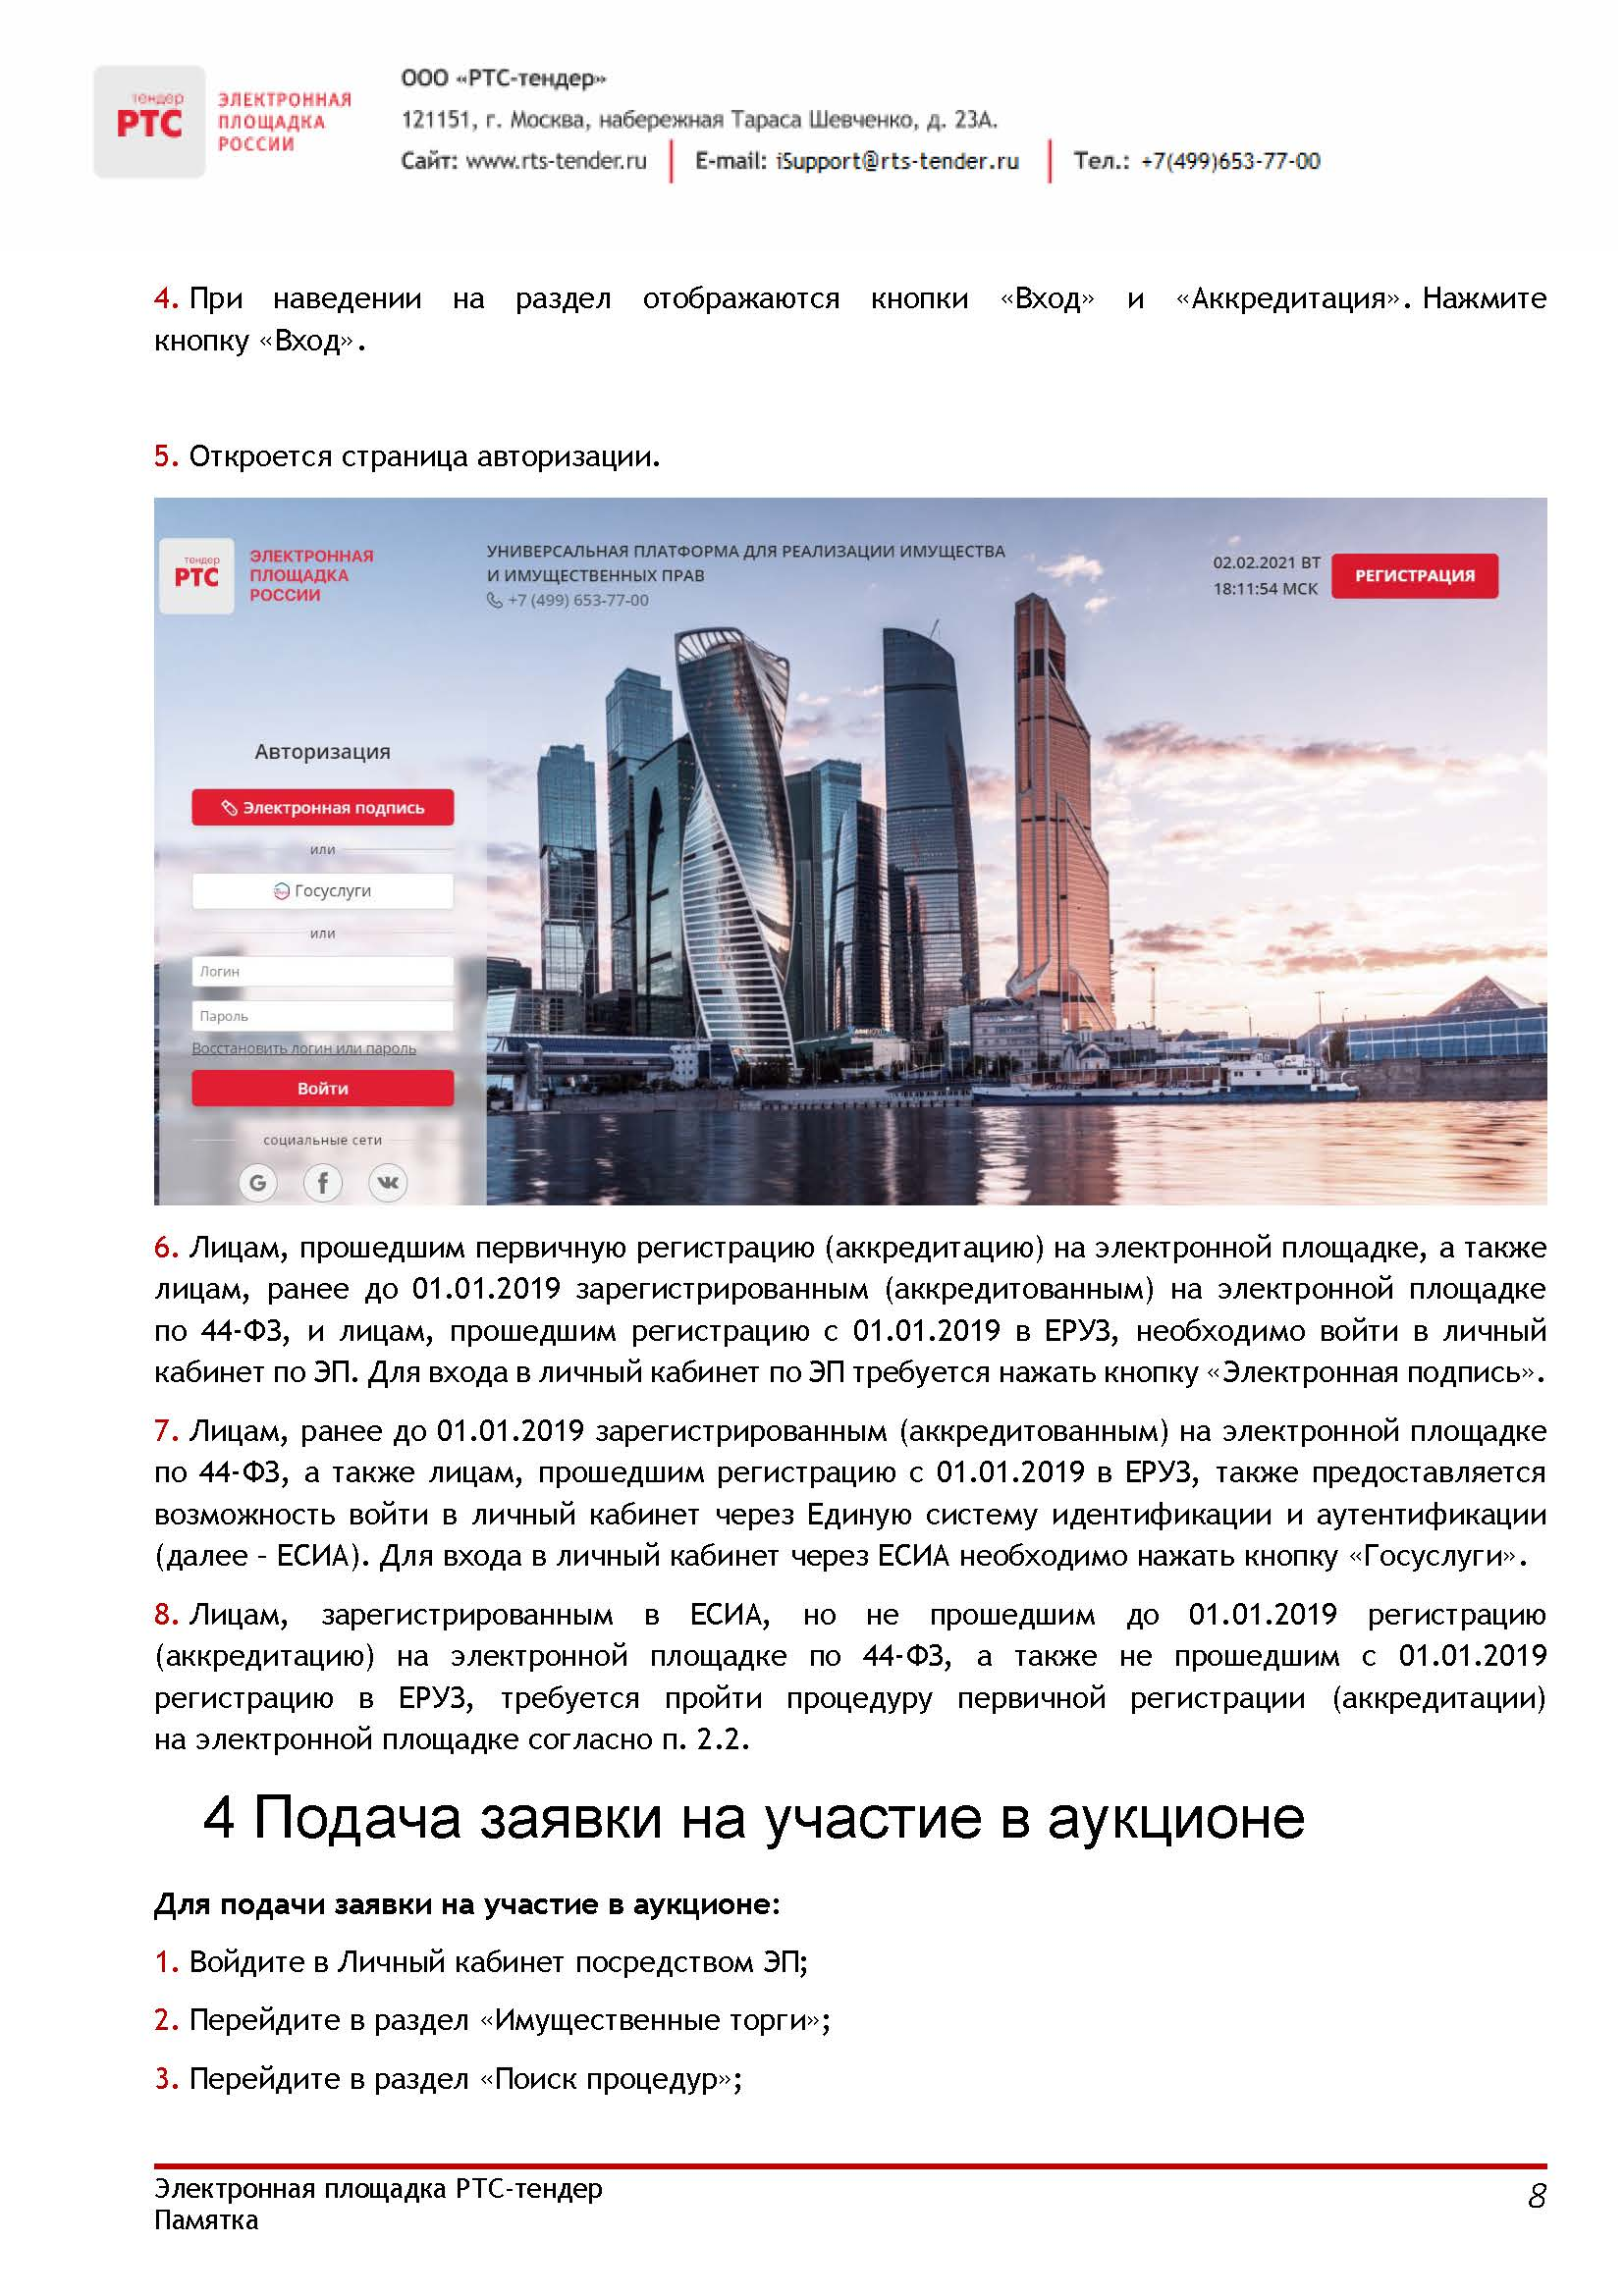 тендер
РТС
ЭЛЕКТРОННАЯ
ПЛОЩАДКА
РОССИИ
ООО «РТС-тендер»
121151, г. Москва, набережная Тараса Шевченко, д. 23А.
Сайт: www.rts-tender.ru E-mail: iSupport@rts-tender.ru Тел.: +7(499)653-77-00
4. При наведении на раздел отображаются кнопки «Вход» и «Аккредитация». Нажмите
кнопку «Вход».
5. Откроется страница авторизации.
тендер
РТС
ЭЛЕКТРОННАЯ
ПЛОЩАДКА
РОССИИ
УНИВЕРСАЛЬНАЯ ПЛАТФОРМА ДЛЯ РЕАЛИЗАЦИИ ИМУЩЕСТВА
И ИМУЩЕСТВЕННЫХ ПРАВ
+7 (499) 653-77-00
02.02.2021 ВТ
18:11:54 МСК
РЕГИСТРАЦИЯ
Авторизация
Электронная подпись
или
Госуслуги
или
Логин
Пароль
Восстановить логин или пароль
Войти
социальные сети
6. Лицам, прошедшим первичную регистрацию (аккредитацию) на электронной площадке, а также
лицам, ранее до 01.01.2019 зарегистрированным (аккредитованным) на электронной площадке
по 44-ФЗ, и лицам, прошедшим регистрацию с 01.01.2019 в ЕРУЗ, необходимо войти в личный
кабинет по ЭП. Для входа в личный кабинет по ЭП требуется нажать кнопку «Электронная подпись».
7. Лицам, ранее до 01.01.2019 зарегистрированным (аккредитованным) на электронной площадке
по 44-ФЗ, а также лицам, прошедшим регистрацию с 01.01.2019 в ЕРУЗ, также предоставляется
возможность войти в личный кабинет через Единую систему идентификации и аутентификации
(далее – ЕСИА). Для входа в личный кабинет через ЕСИА необходимо нажать кнопку «Госуслуги».
8. Лицам, зарегистрированным в ЕСИА, но не прошедшим до 01.01.2019 регистрацию
(аккредитацию) на электронной площадке по 44-ФЗ, а также не прошедшим с 01.01.2019
регистрацию в ЕРУЗ, требуется пройти процедуру первичной регистрации (аккредитации)
на электронной площадке согласно п. 2.2.
4 Подача заявки на участие в аукционе
Для подачи заявки на участие в аукционе:
1. Войдите в Личный кабинет посредством ЭП;
2. Перейдите в раздел «Имущественные торги»;
3. Перейдите в раздел «Поиск процедур»;
Электронная площадка РТС-тендер
Памятка
8